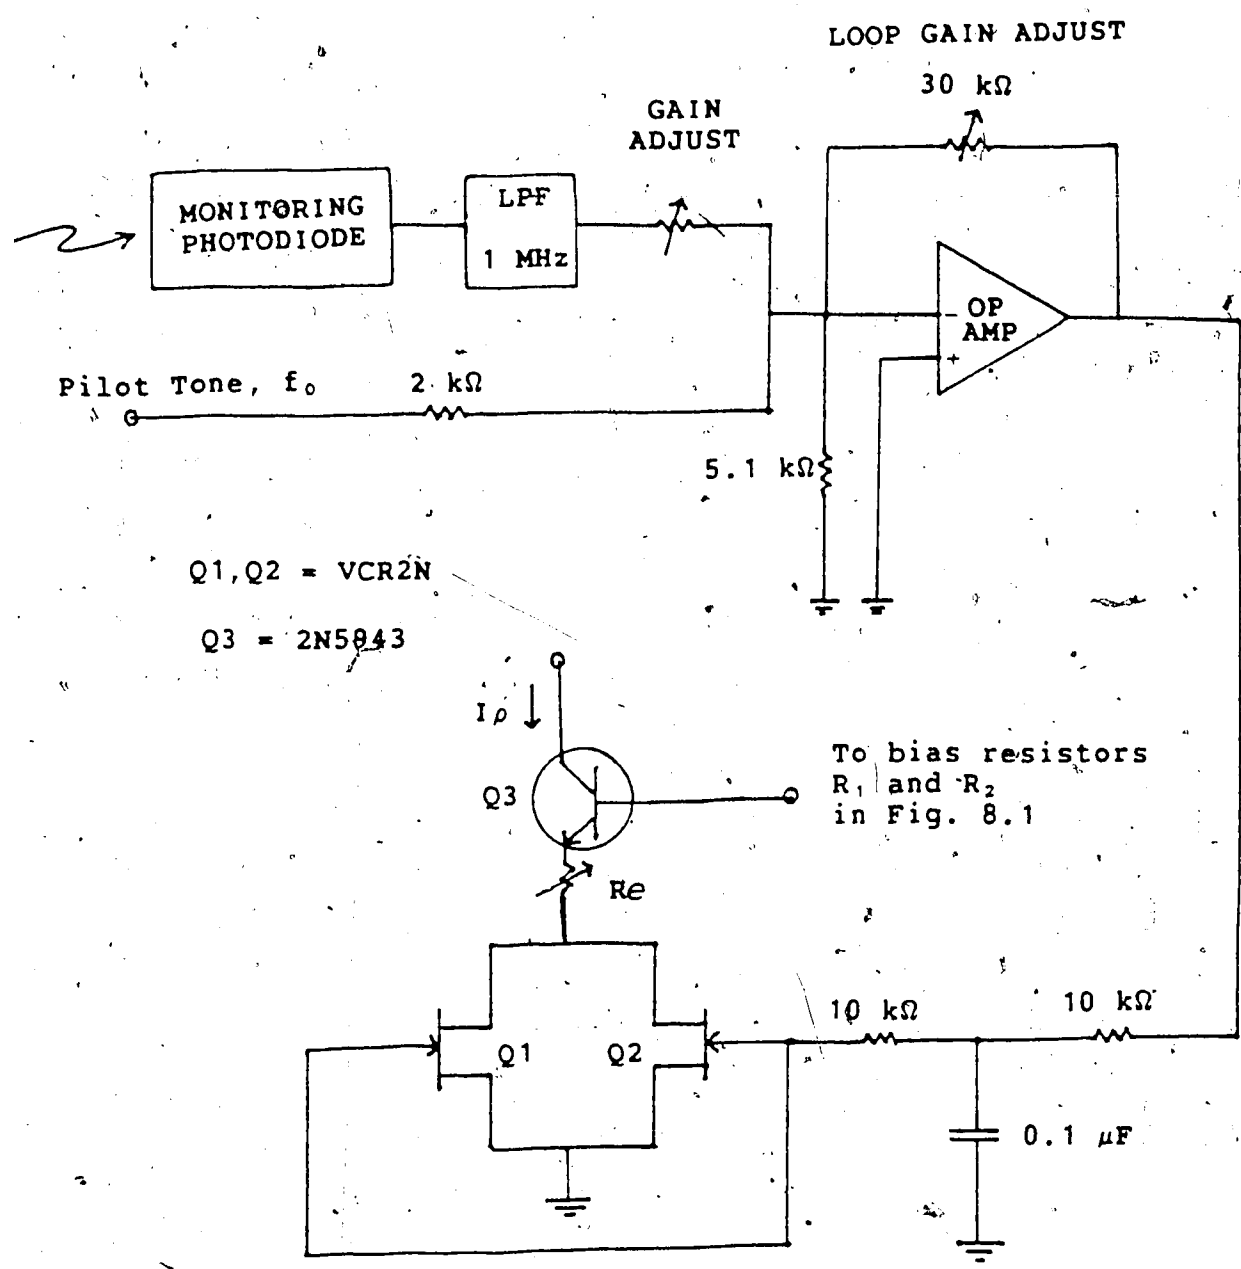 LOOP GAIN ADJUST
30 kΩ
GAIN
ADJUST
MONITORING
PHOTODIODE
LPF
1 MHz
- OP
AMP
+
Pilot Tone, f₀
2 kΩ
5.1 kΩ
Q1,Q2 = VCR2N
Q3 = 2N5943
Iρ
Q3
To bias resistors
R₁ and R₂
in Fig. 8.1
Re
Q1
Q2
10 kΩ
10 kΩ
0.1 μF